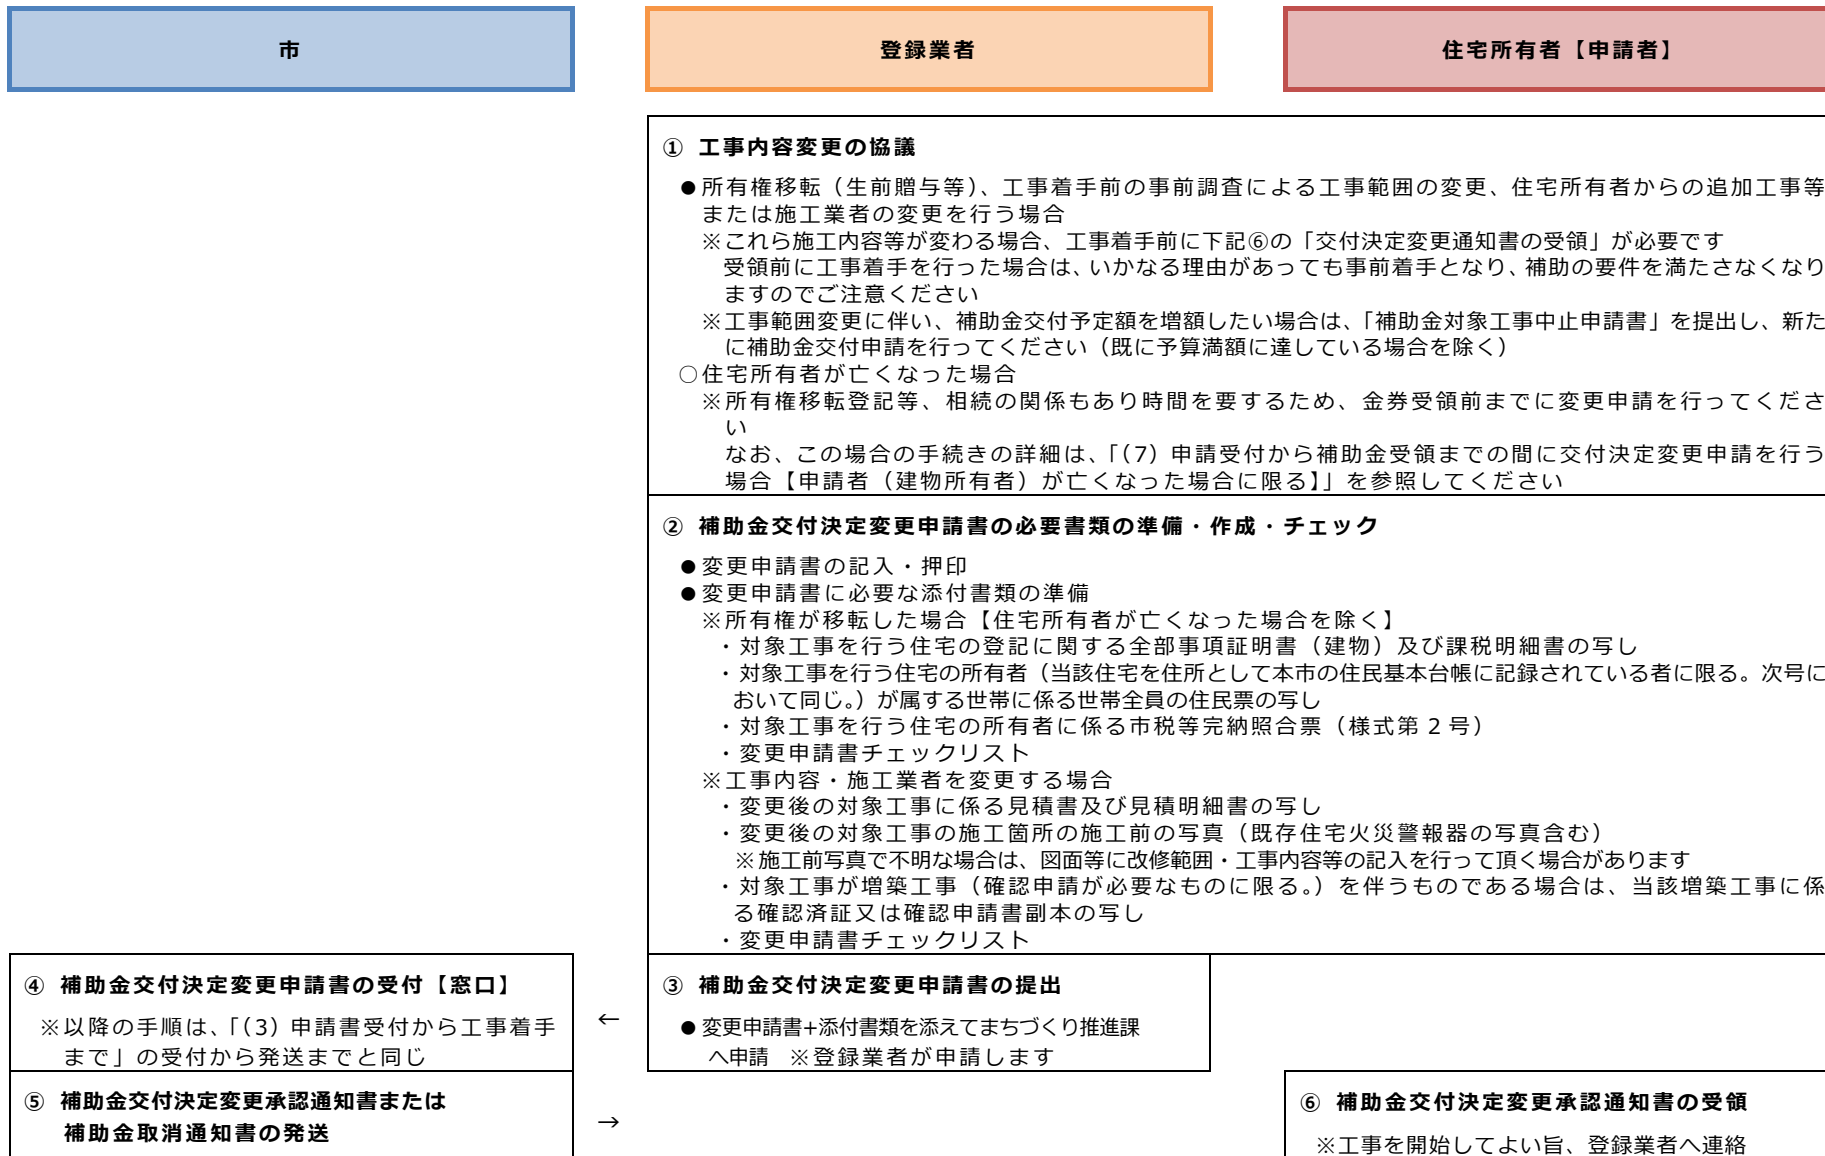 市
登録業者
住宅所有者【申請者】
① 工事内容変更の協議
●所有権移転（生前贈与等）、工事着手前の事前調査による工事範囲の変更、住宅所有者からの追加工事等
または施工業者の変更を行う場合
※これら施工内容等が変わる場合、工事着手前に下記⑥の「交付決定変更通知書の受領」が必要です
受領前に工事着手を行った場合は、いかなる理由があっても事前着手となり、補助の要件を満たさなくなり
ますのでご注意ください
※工事範囲変更に伴い、補助金交付予定額を増額したい場合は、「補助金対象工事中止申請書」を提出し、新た
に補助金交付申請を行ってください（既に予算満額に達している場合を除く）
○住宅所有者が亡くなった場合
※所有権移転登記等、相続の関係もあり時間を要するため、金券受領前までに変更申請を行ってくださ
い
なお、この場合の手続きの詳細は、「（7）申請受付から補助金受領までの間に交付決定変更申請を行う
場合【申請者（建物所有者）が亡くなった場合に限る】」を参照してください
② 補助金交付決定変更申請書の必要書類の準備・作成・チェック
●変更申請書の記入・押印
●変更申請書に必要な添付書類の準備
※所有権が移転した場合【住宅所有者が亡くなった場合を除く】
・対象工事を行う住宅の登記に関する全部事項証明書（建物）及び課税明細書の写し
・対象工事を行う住宅の所有者（当該住宅を住所として本市の住民基本台帳に記録されている者に限る。次号に
おいて同じ。）が属する世帯に係る世帯全員の住民票の写し
・対象工事を行う住宅の所有者に係る市税等完納照合票（様式第2号）
・変更申請書チェックリスト
※工事内容・施工業者を変更する場合
・変更後の対象工事に係る見積書及び見積明細書の写し
・変更後の対象工事の施工箇所の施工前の写真（既存住宅火災警報器の写真含む）
※施工前写真で不明な場合は、図面等に改修範囲・工事内容等の記入を行って頂く場合があります
・対象工事が増築工事（確認申請が必要なものに限る。）を伴うものである場合は、当該増築工事に係
る確認済証又は確認申請書副本の写し
・変更申請書チェックリスト
③ 補助金交付決定変更申請書の提出
●変更申請書+添付書類を添えてまちづくり推進課
へ申請 ※登録業者が申請します
←
④ 補助金交付決定変更申請書の受付【窓口】
※以降の手順は、「（3）申請書受付から工事着手
まで」の受付から発送までと同じ
⑤ 補助金交付決定変更承認通知書または
補助金取消通知書の発送
→
⑥ 補助金交付決定変更承認通知書の受領
※工事を開始してよい旨、登録業者へ連絡